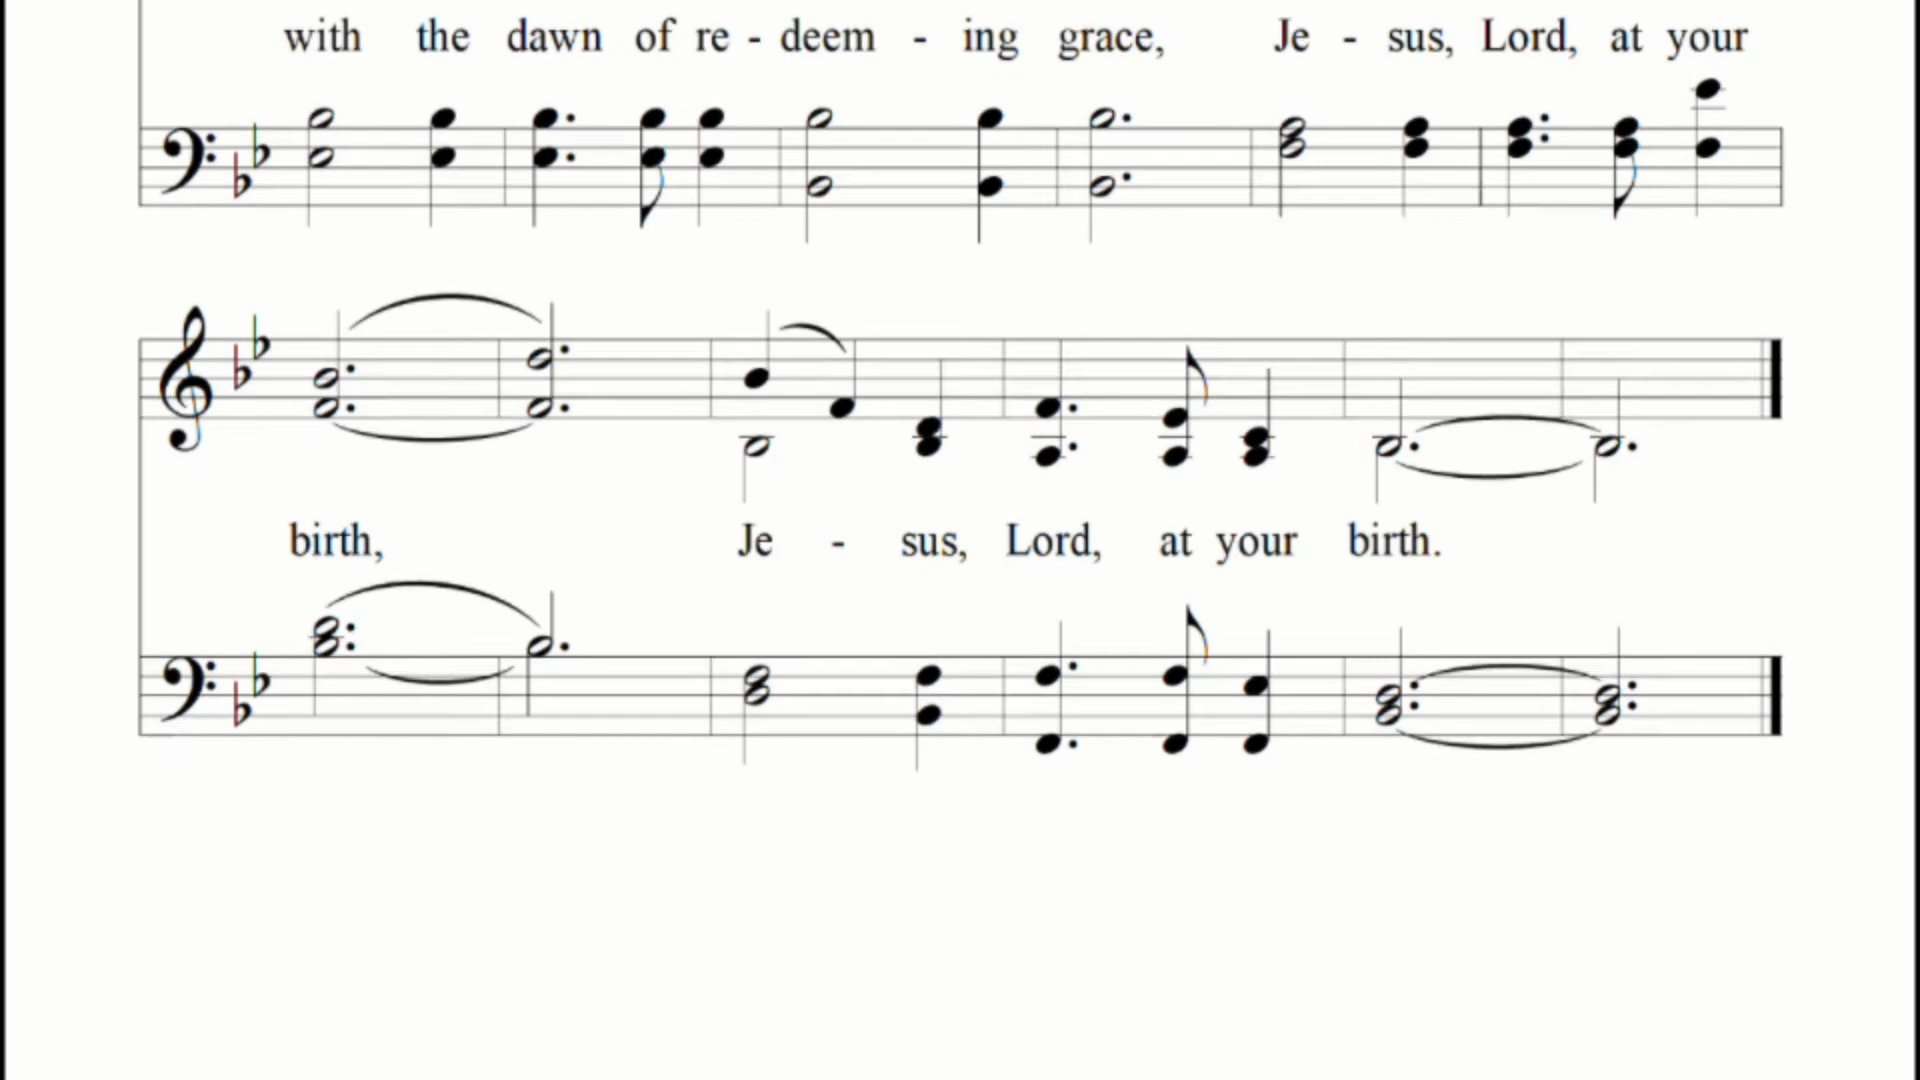 with the dawn of re - deem - ing grace, Je - sus, Lord, at your
birth, Je - sus, Lord, at your birth.